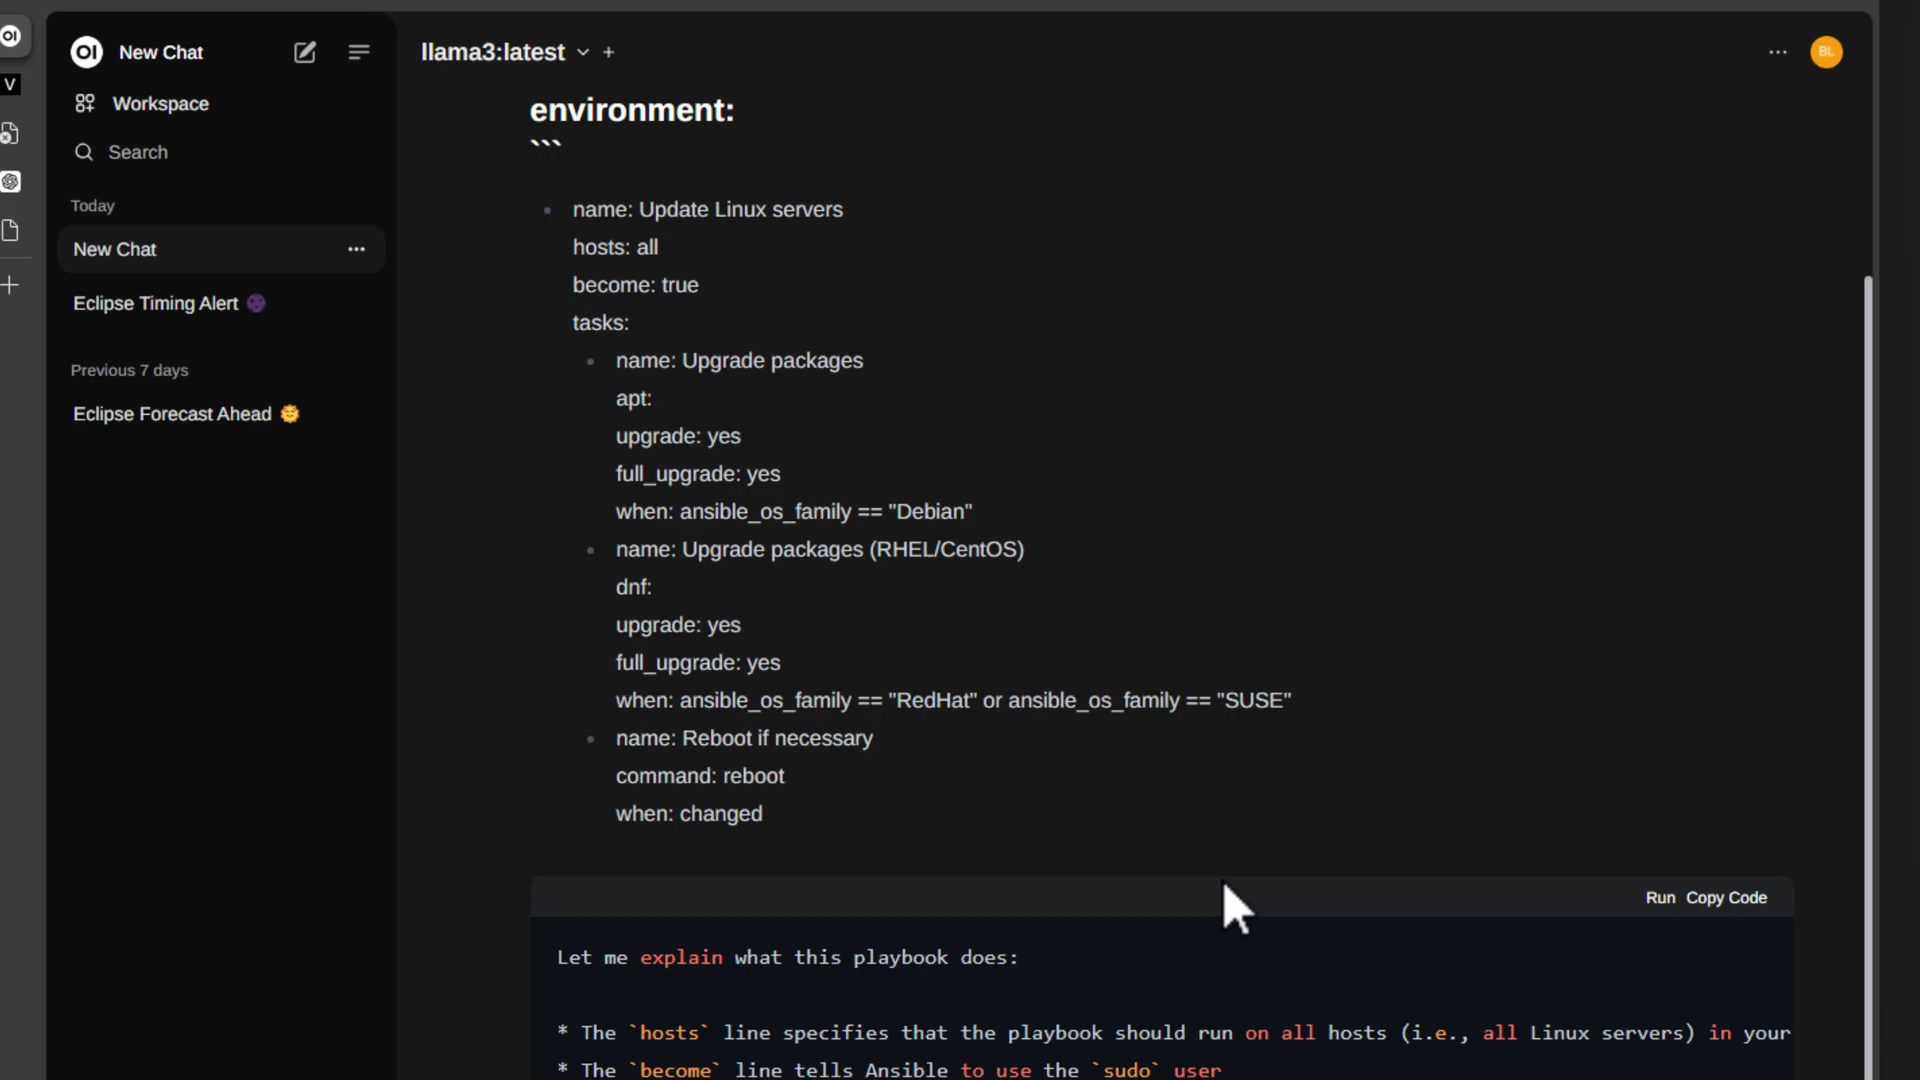 OI
V
OI New Chat
Workspace
Search
Today
New Chat
Eclipse Timing Alert
Previous 7 days
Eclipse Forecast Ahead
llama3:latest
BL
environment:
```
name: Update Linux servers
hosts: all
become: true
tasks:
name: Upgrade packages
apt:
upgrade: yes
full_upgrade: yes
when: ansible_os_family == "Debian"
name: Upgrade packages (RHEL/CentOS)
dnf:
upgrade: yes
full_upgrade: yes
when: ansible_os_family == "RedHat" or ansible_os_family == "SUSE"
name: Reboot if necessary
command: reboot
when: changed
Run Copy Code
Let me explain what this playbook does:
* The `hosts` line specifies that the playbook should run on all hosts (i.e., all Linux servers) in your
* The `become` line tells Ansible to use the `sudo` user